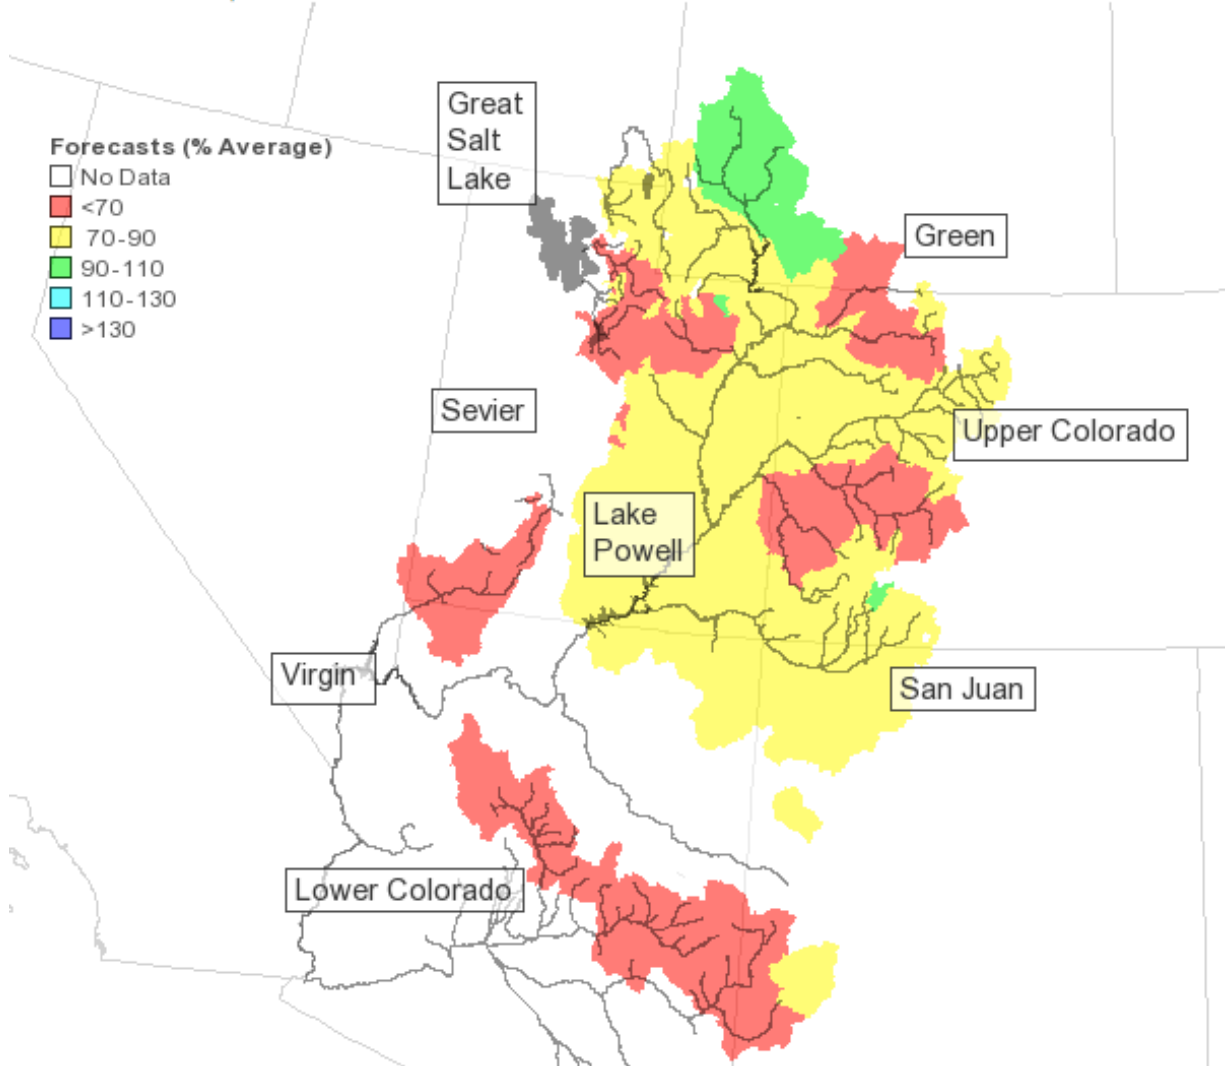 Great
Salt
Lake
Forecasts (% Average)
No Data
<70
70-90
90-110
110-130
>130
Green
Sevier
Upper Colorado
Lake
Powell
Virgin
San Juan
Lower Colorado